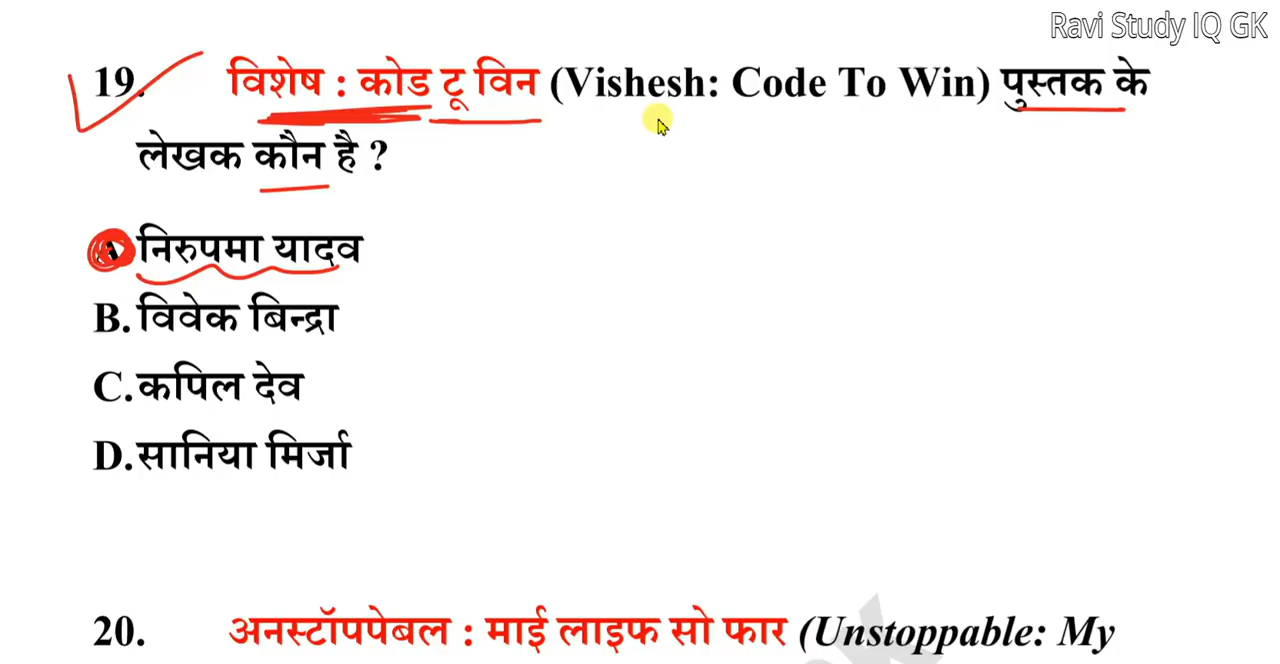 Ravi Study IQ GK
19. विशेष : कोड टू विन (Vishesh: Code To Win) पुस्तक के
लेखक कौन है ?
निरुपमा यादव
B. विवेक बिन्द्रा
C. कपिल देव
D. सानिया मिर्जा
20. अनस्टॉपपेबल : माई लाइफ सो फार (Unstoppable: My